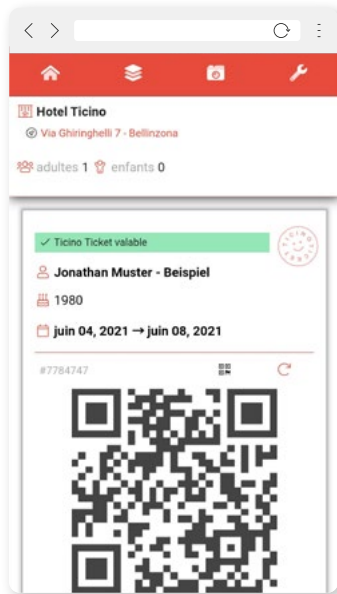 Hotel Ticino
Via Ghiringhelli 7 - Bellinzona
adultes 1 enfants 0
Ticino Ticket valable
Jonathan Muster - Beispiel
1980
juin 04, 2021 → juin 08, 2021
#7784747